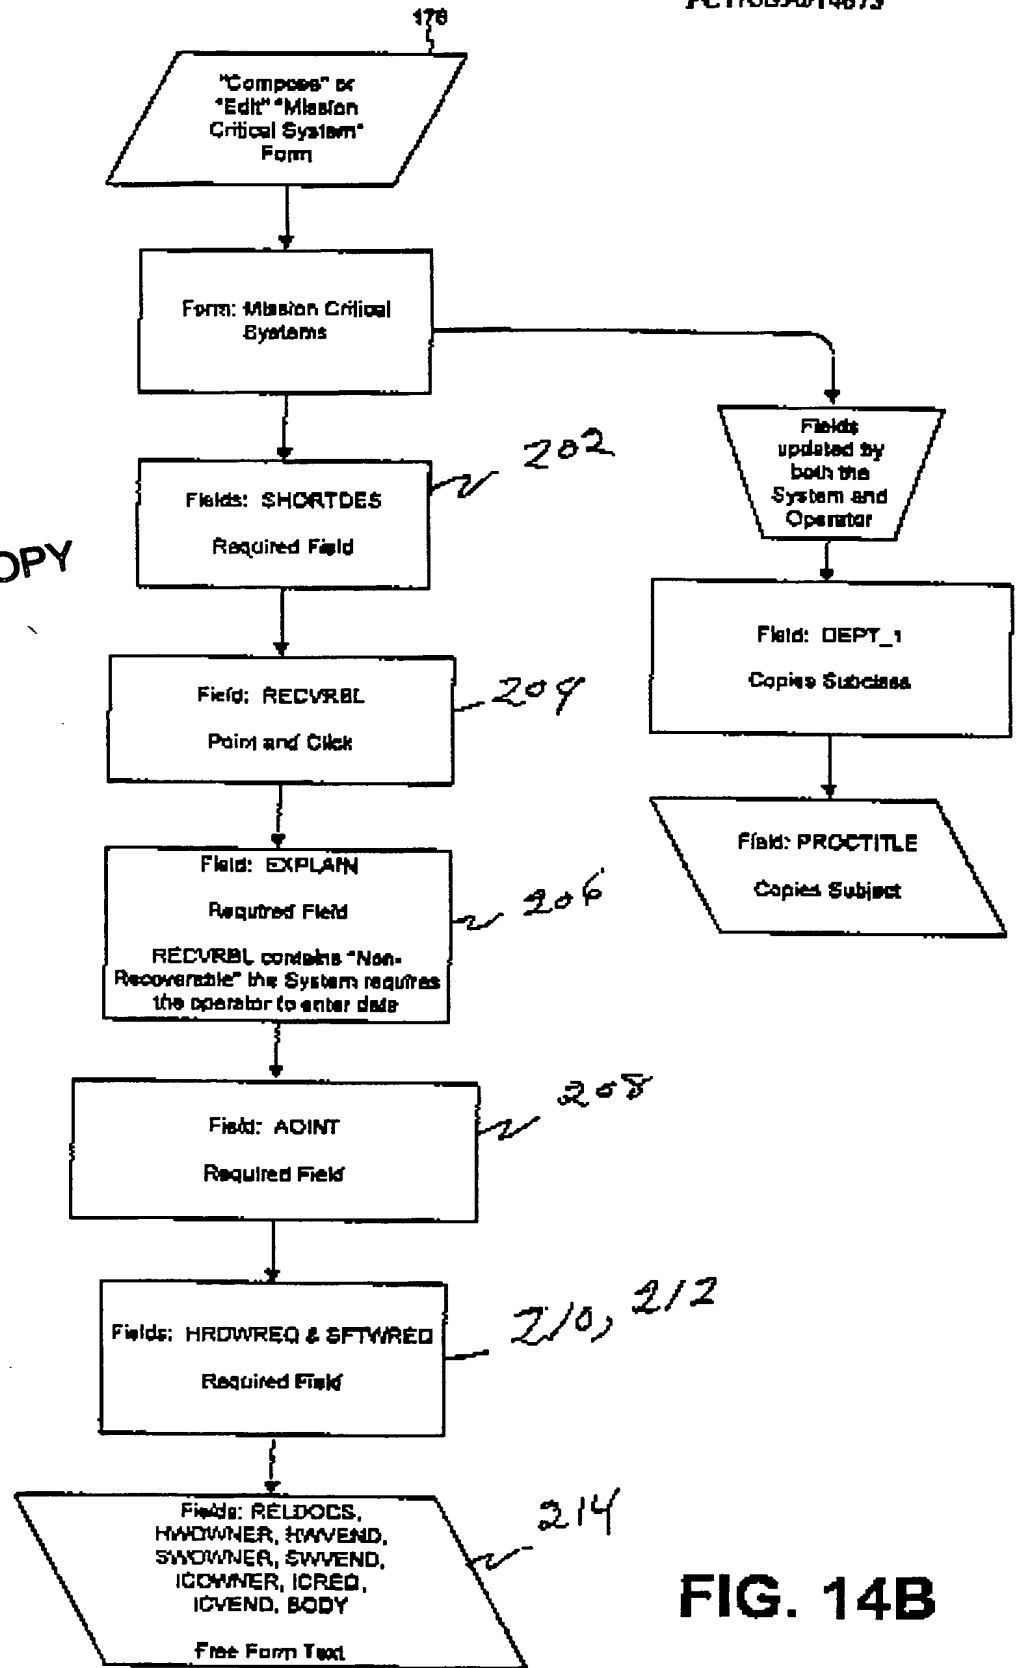 178
"Compose" or
"Edit" "Mission
Critical System"
Form
Form: Mission Critical
Systems
202
Fields: SHORTDES
Required Field
Fields
updated by
both the
System and
Operator
OPY
Field: DEPT_1
Copies Subclass
204
Field: RECVRBL
Point and Click
Field: PROCTITLE
Copies Subject
206
Field: EXPLAIN
Required Field
RECVRBL contains "Non-
Recoverable" the System requires
the operator to enter data
208
Field: AOINT
Required Field
210, 212
Fields: HRDWREQ & SFTWREQ
Required Field
214
Fields: RELDOCS,
HWOWNER, HWVEND,
SWOWNER, SWVEND,
ICOWNER, ICREQ,
ICVEND, BODY
Free Form Text
FIG. 14B